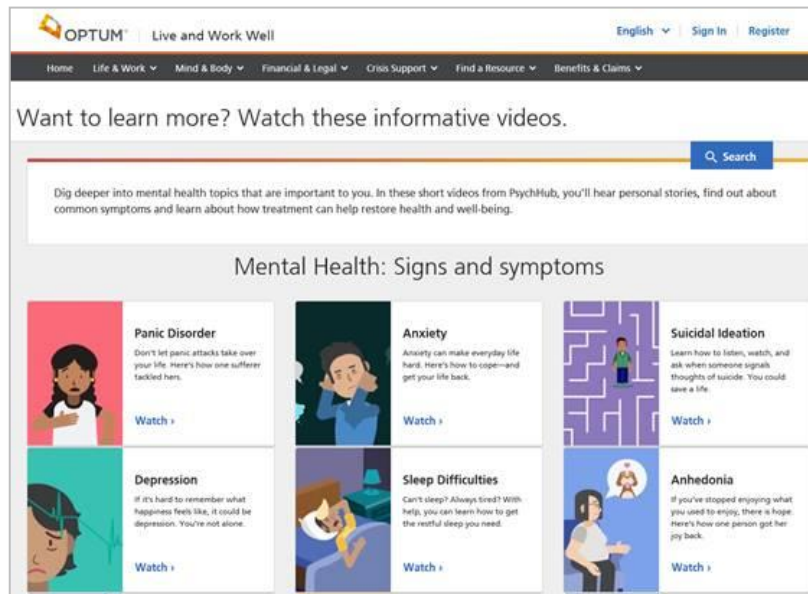 OPTUM® Live and Work Well
English Sign In Register
Home Life & Work Mind & Body Financial & Legal Crisis Support Find a Resource Benefits & Claims
Want to learn more? Watch these informative videos.
Search
Dig deeper into mental health topics that are important to you. In these short videos from PsychHub, you'll hear personal stories, find out about
common symptoms and learn about how treatment can help restore health and well-being.
Mental Health: Signs and symptoms
Panic Disorder
Don't let panic attacks take over
your life. Here's how one sufferer
tackled hers.
Watch ›
Anxiety
Anxiety can make everyday life
hard. Here's how to cope—and
get your life back.
Watch ›
Suicidal Ideation
Learn how to listen, watch, and
ask when someone signals
thoughts of suicide. You could
save a life.
Watch ›
Depression
If it's hard to remember what
happiness feels like, it could be
depression. You're not alone.
Watch ›
Sleep Difficulties
Can't sleep? Always tired? With
help, you can learn how to get
the restful sleep you need.
Watch ›
Anhedonia
If you've stopped enjoying what
you used to enjoy, there is hope.
Here's how one person got her
joy back.
Watch ›